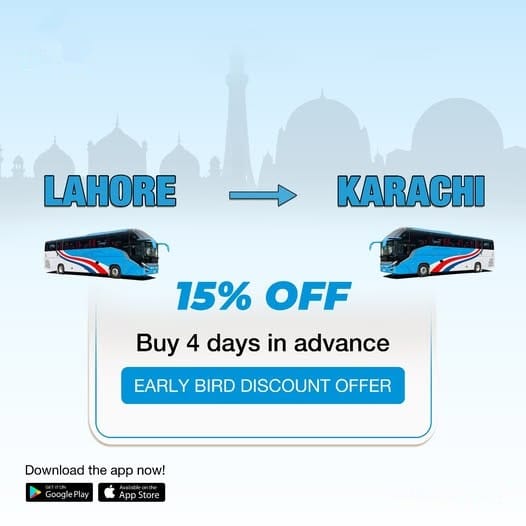 LAHORE → KARACHI
15% OFF
Buy 4 days in advance
EARLY BIRD DISCOUNT OFFER
Download the app now!
GET IT ON
Google Play
Available on the
App Store